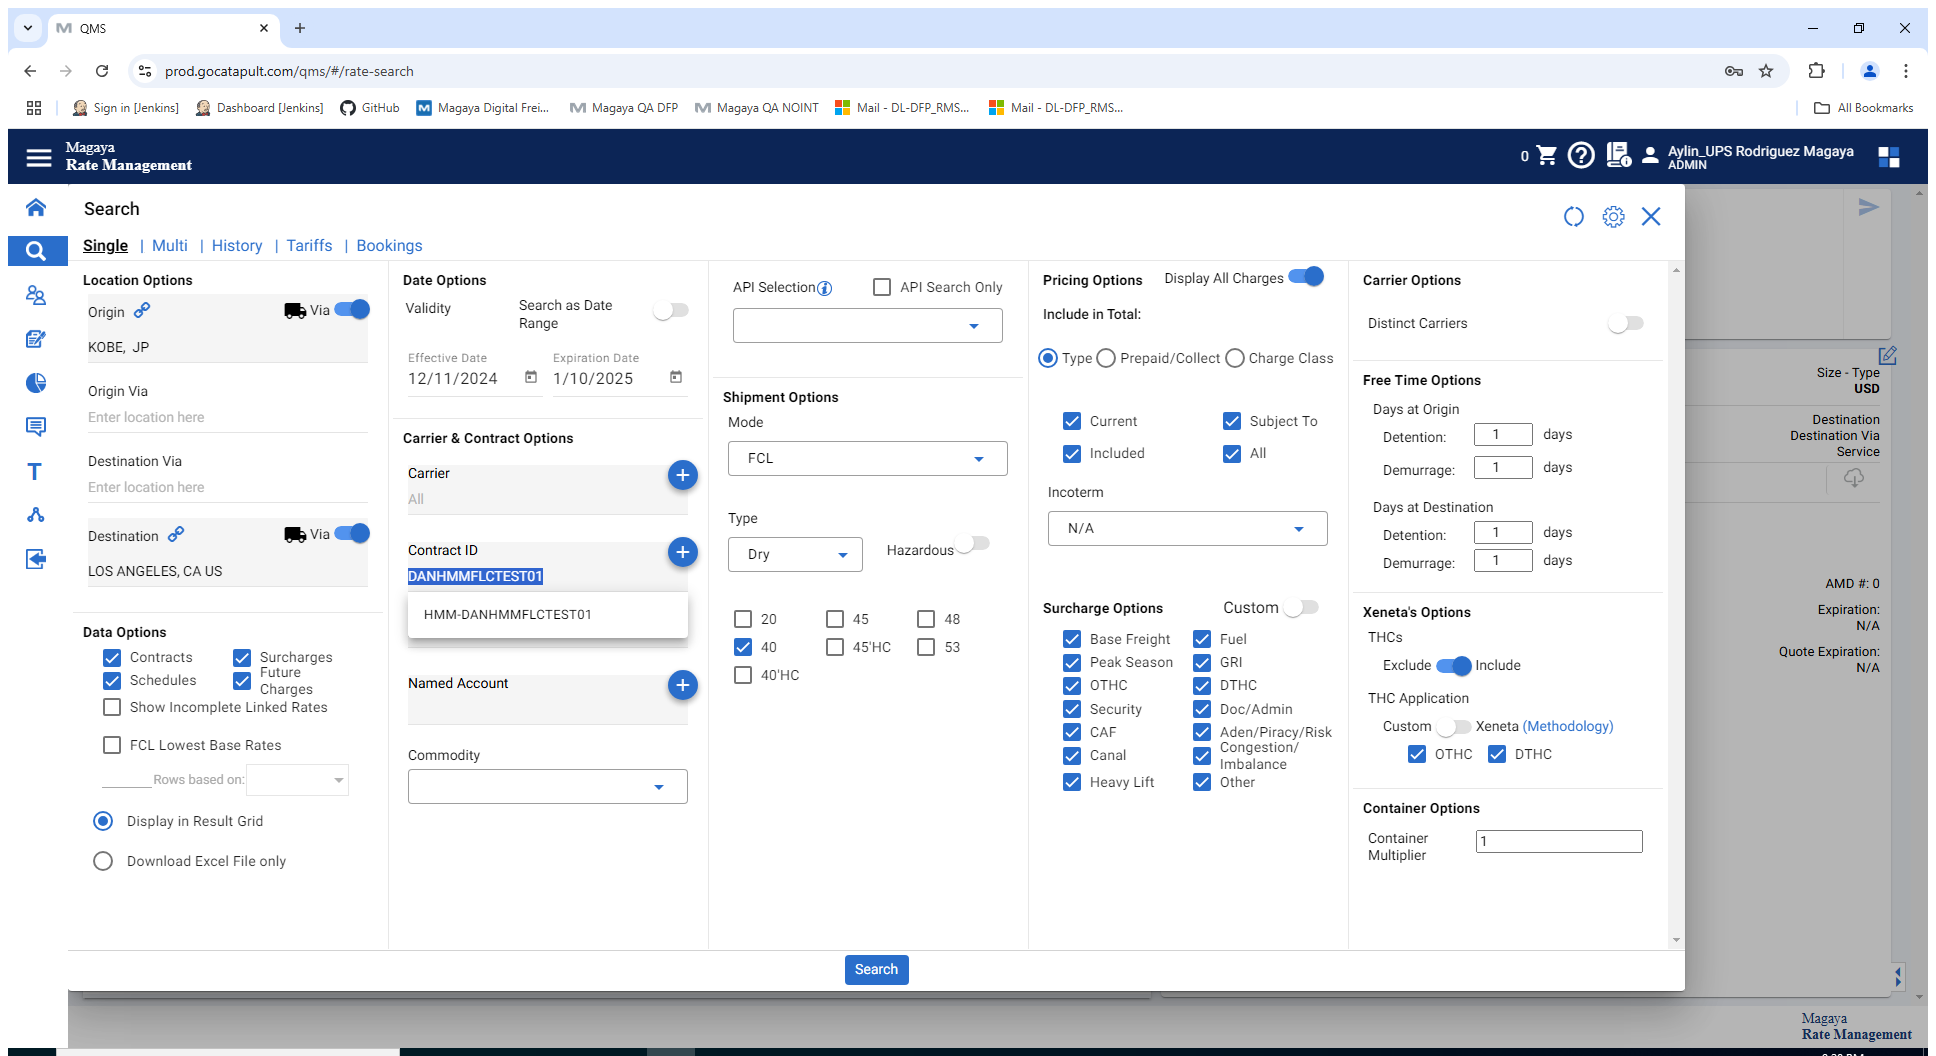 QMS
prod.gocatapult.com/qms/#/rate-search
Sign in [Jenkins]
Dashboard [Jenkins]
GitHub
Magaya Digital Frei...
Magaya QA DFP
Magaya QA NOINT
Mail - DL-DFP_RMS...
Mail - DL-DFP_RMS...
All Bookmarks
Magaya
Rate Management
0
Aylin_UPS Rodriguez Magaya
ADMIN
Search
Single | Multi | History | Tariffs | Bookings
Location Options
Origin
Via
KOBE, JP
Origin Via
Enter location here
Destination Via
Enter location here
Destination
Via
LOS ANGELES, CA US
Data Options
Contracts
Surcharges
Schedules
Future
Charges
Show Incomplete Linked Rates
FCL Lowest Base Rates
Rows based on:
Display in Result Grid
Download Excel File only
Date Options
Validity
Search as Date
Range
Effective Date
Expiration Date
12/11/2024
1/10/2025
Carrier & Contract Options
Carrier
All
Contract ID
DANHMMFLCTEST01
HMM-DANHMMFLCTEST01
Named Account
Commodity
API Selection
API Search Only
Shipment Options
Mode
FCL
Type
Dry
Hazardous
20
45
48
40
45'HC
53
40'HC
Pricing Options
Display All Charges
Include in Total:
Type
Prepaid/Collect
Charge Class
Current
Subject To
Included
All
Incoterm
N/A
Surcharge Options
Custom
Base Freight
Fuel
Peak Season
GRI
OTHC
DTHC
Security
Doc/Admin
CAF
Aden/Piracy/Risk
Canal
Congestion/
Imbalance
Heavy Lift
Other
Carrier Options
Distinct Carriers
Free Time Options
Days at Origin
Detention: 1 days
Demurrage: 1 days
Days at Destination
Detention: 1 days
Demurrage: 1 days
Xeneta's Options
THCs
Exclude
Include
THC Application
Custom
Xeneta (Methodology)
OTHC
DTHC
Container Options
Container
Multiplier
1
Search
Size - Type
USD
Destination
Destination Via
Service
AMD #: 0
Expiration:
N/A
Quote Expiration:
N/A
Magaya
Rate Management